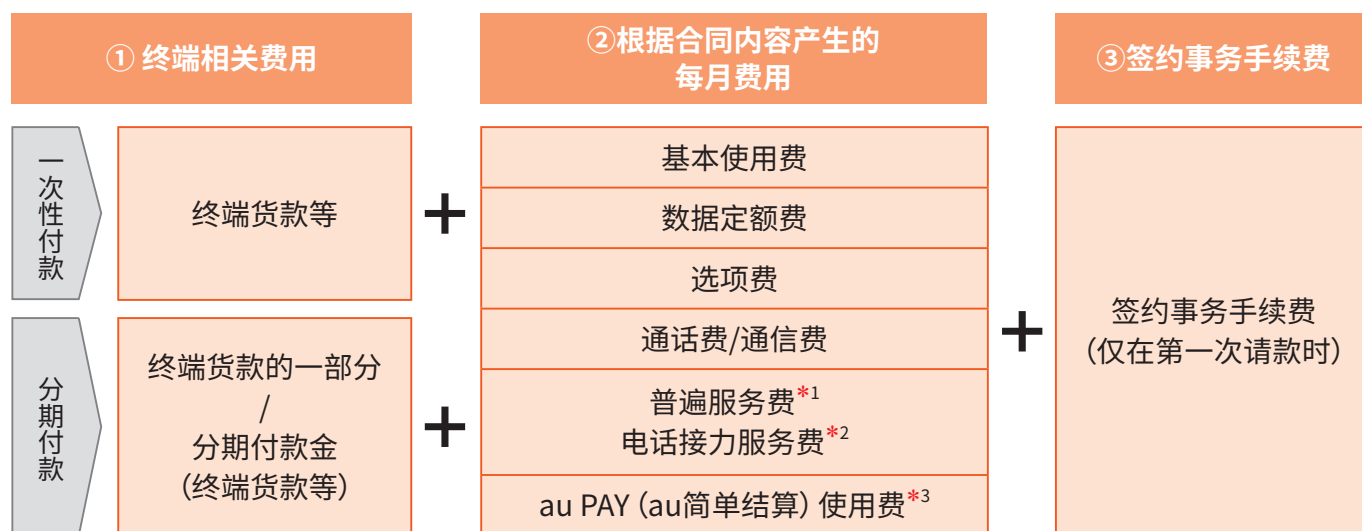 ① 终端相关费用
②根据合同内容产生的
每月费用
③签约事务手续费
一次性付款
终端货款等
+
基本使用费
数据定额费
选项费
通话费/通信费
普遍服务费*1
电话接力服务费*2
au PAY（au简单结算）使用费*3
+
签约事务手续费
（仅在第一次请款时）
分期付款
终端货款的一部分
/
分期付款金
（终端货款等）
+